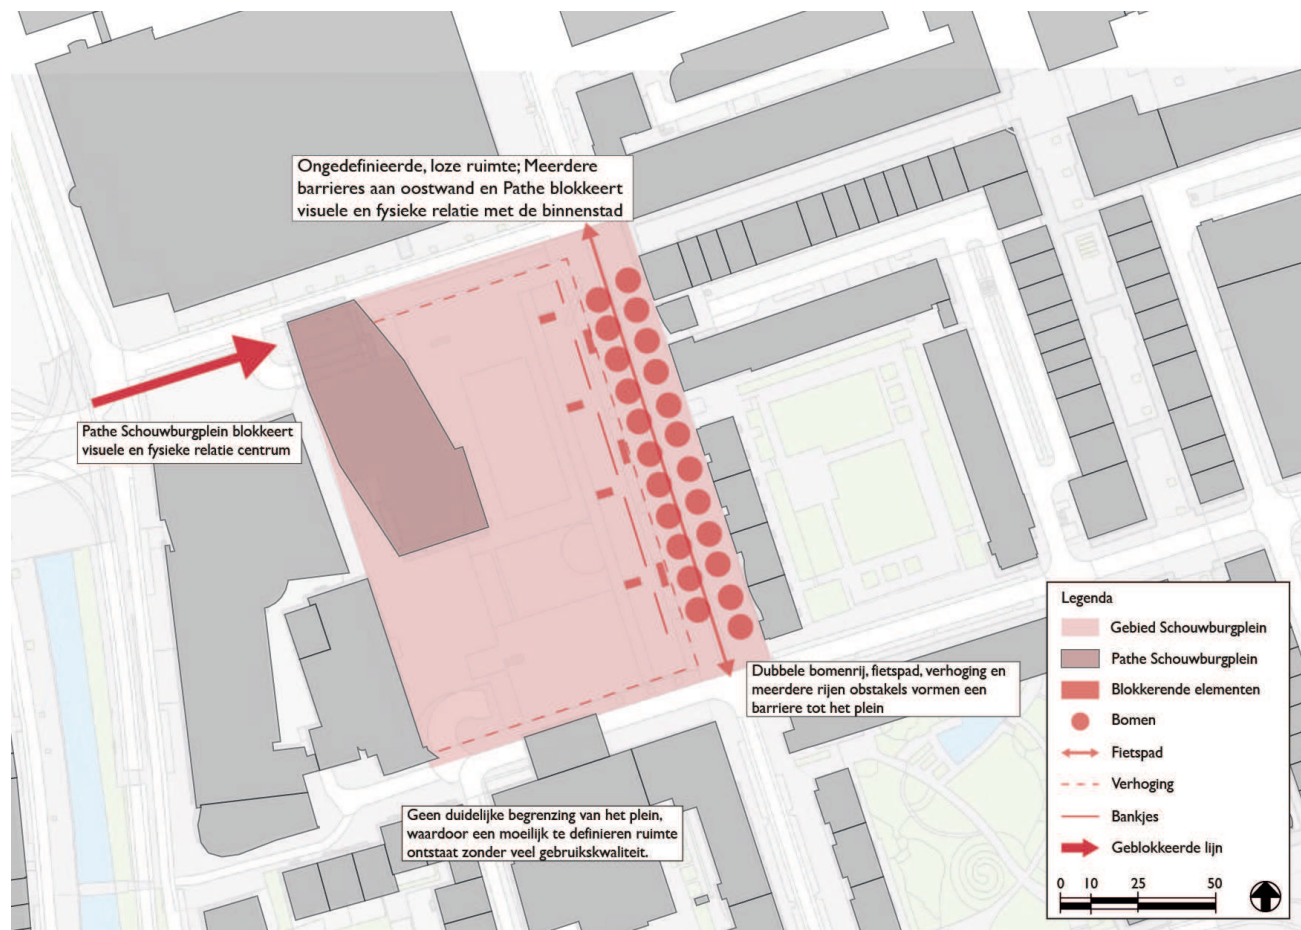 Ongedefinieerde, loze ruimte; Meerdere
barrieres aan oostwand en Pathe blokkeert
visuele en fysieke relatie met de binnenstad
Pathe Schouwburgplein blokkeert
visuele en fysieke relatie centrum
Dubbele bomenrij, fietspad, verhoging en
meerdere rijen obstakels vormen een
barriere tot het plein
Geen duidelijke begrenzing van het plein,
waardoor een moeilijk te definieren ruimte
ontstaat zonder veel gebruikskwaliteit.
Legenda
Gebied Schouwburgplein
Pathe Schouwburgplein
Blokkerende elementen
Bomen
Fietspad
Verhoging
Bankjes
Geblokkeerde lijn
0 10 25 50